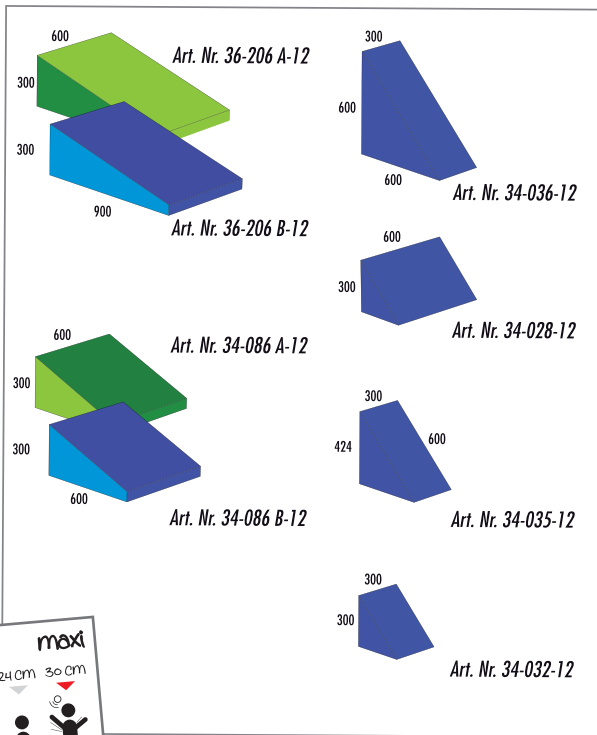 600
Art. Nr. 36-206 A-12
300
300
900
Art. Nr. 36-206 B-12
600
Art. Nr. 34-086 A-12
300
300
600
Art. Nr. 34-086 B-12
300
600
600
Art. Nr. 34-036-12
600
300
Art. Nr. 34-028-12
300
424
600
Art. Nr. 34-035-12
300
300
Art. Nr. 34-032-12
maxi
24 cm 30 cm